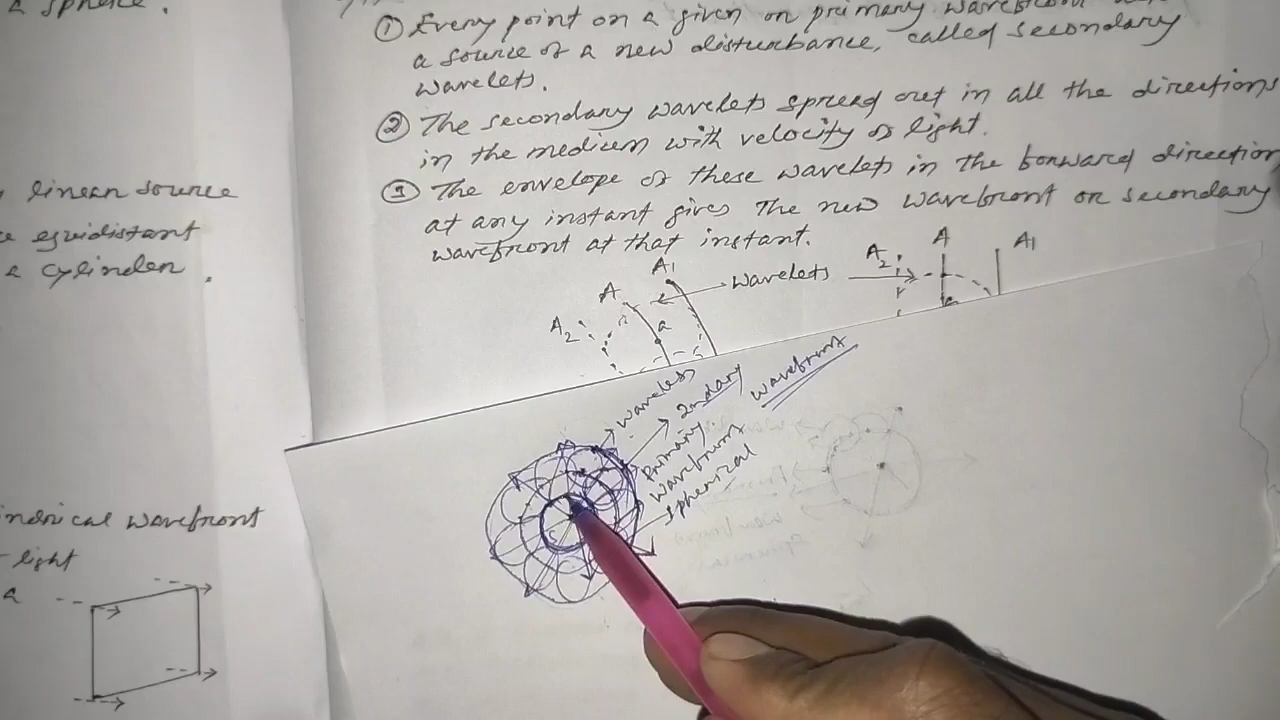 a sphere.
linear source
equidistant
a cylinder.
indrical wavefront
light
a
① Every point on a given on primary wavefront
a source of a new disturbance, called secondary
wavelets.
② The secondary wavelets spread out in all the directions
in the medium with velocity of light.
③ The envelope of these wavelets in the forward direction
at any instant gives The new wavefront or secondary
wavefront at that instant.
A2 A A1 wavelets A2 A A1
a
r
wavelets
2ndary wavefront
Primary
wavefront
spherical